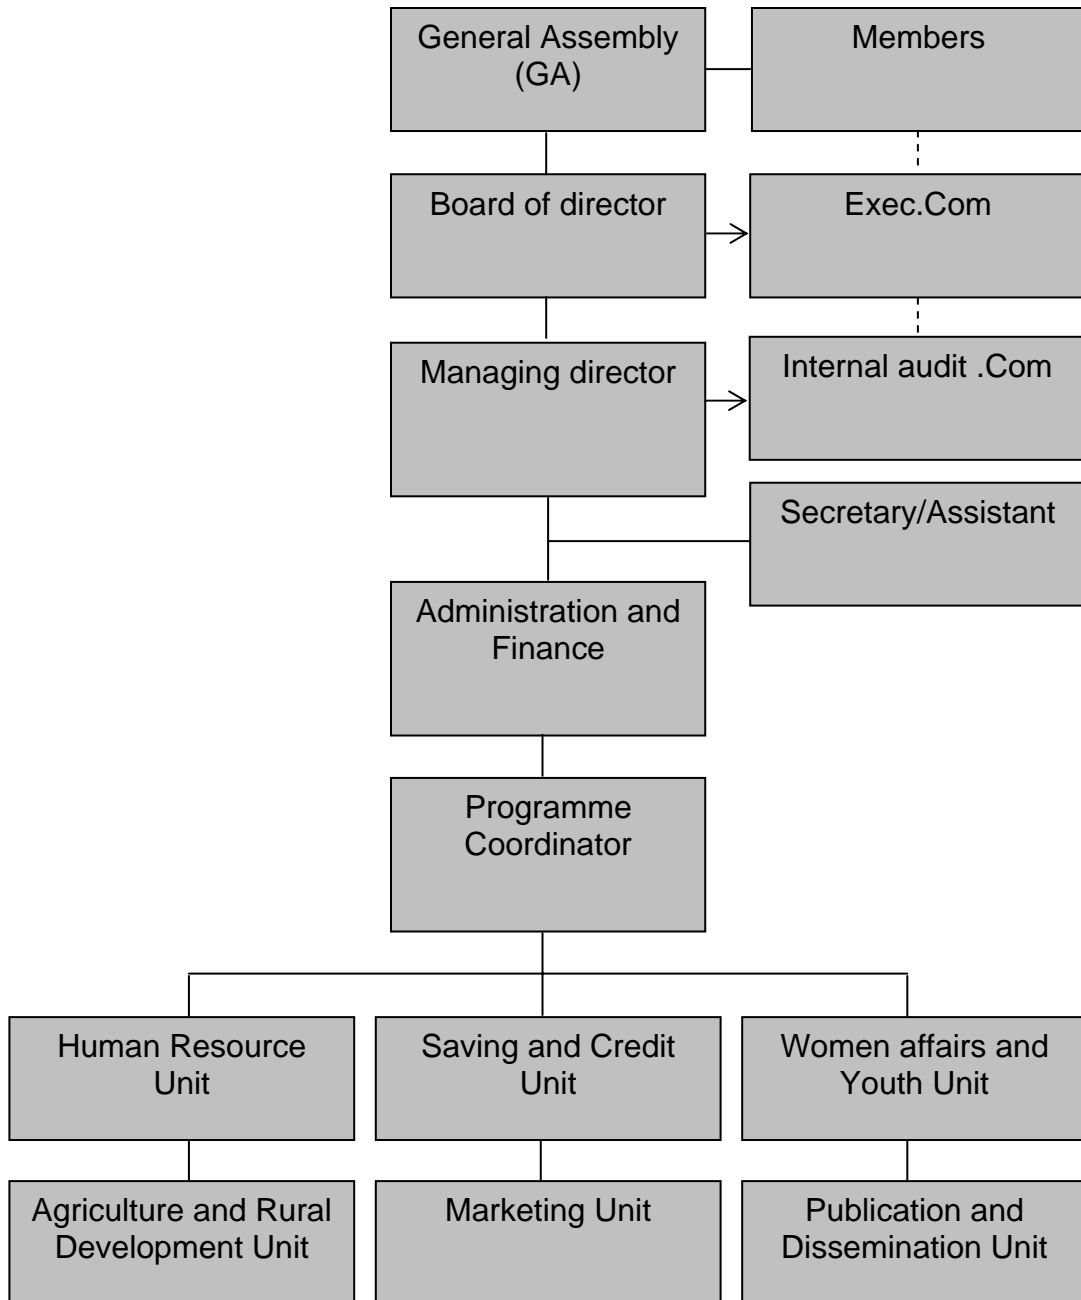 General Assembly
(GA)
Members
Board of director
Exec.Com
Managing director
Internal audit .Com
Secretary/Assistant
Administration and
Finance
Programme
Coordinator
Human Resource
Unit
Saving and Credit
Unit
Women affairs and
Youth Unit
Agriculture and Rural
Development Unit
Marketing Unit
Publication and
Dissemination Unit